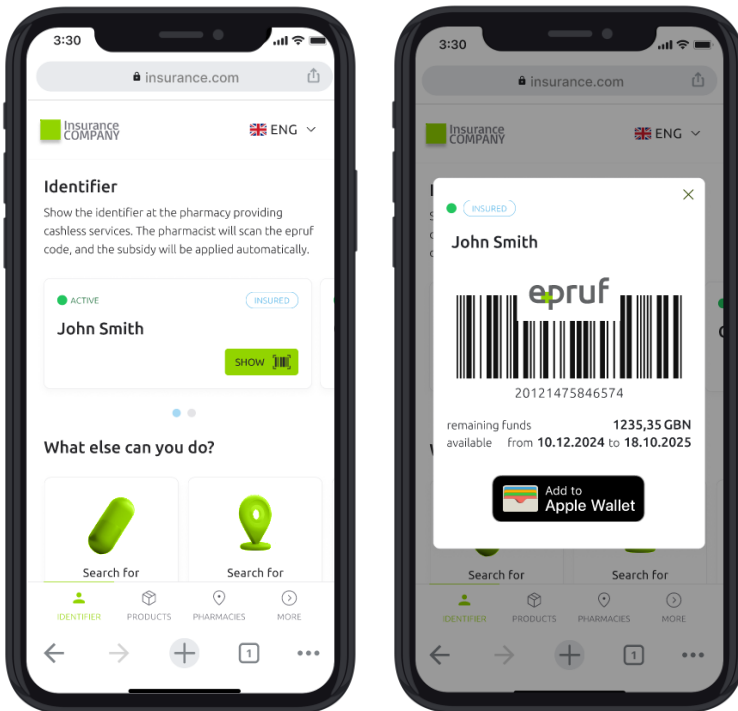 3:30
insurance.com
Insurance
COMPANY
ENG
Identifier
Show the identifier at the pharmacy providing
cashless services. The pharmacist will scan the epruf
code, and the subsidy will be applied automatically.
ACTIVE
INSURED
John Smith
SHOW
What else can you do?
Search for
Search for
IDENTIFIER
PRODUCTS
PHARMACIES
MORE
1
3:30
insurance.com
Insurance
COMPANY
ENG
INSURED
John Smith
epruf
20121475846574
remaining funds 1235,35 GBN
available from 10.12.2024 to 18.10.2025
Add to
Apple Wallet
Search for
Search for
IDENTIFIER
PRODUCTS
PHARMACIES
MORE
1